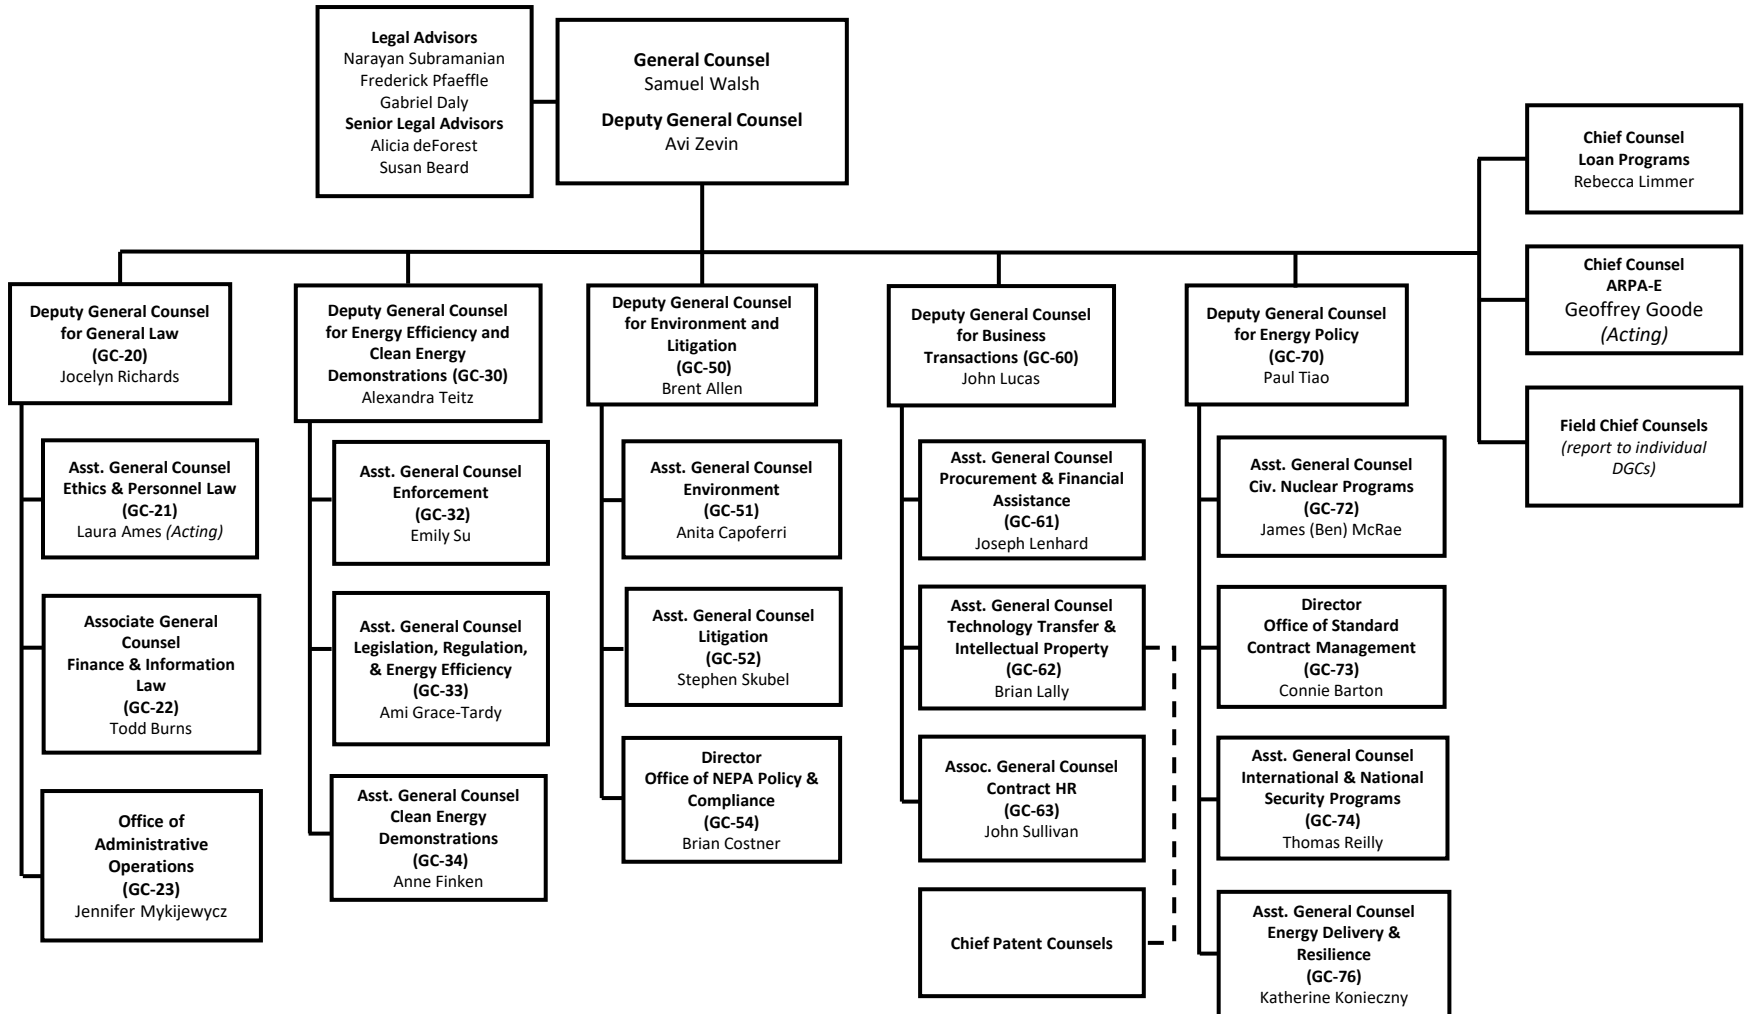 Legal Advisors
Narayan Subramanian
Frederick Pfaeffle
Gabriel Daly
Senior Legal Advisors
Alicia deForest
Susan Beard
General Counsel
Samuel Walsh
Deputy General Counsel
Avi Zevin
Chief Counsel
Loan Programs
Rebecca Limmer
Chief Counsel
ARPA-E
Geoffrey Goode
(Acting)
Field Chief Counsels
(report to individual
DGCs)
Deputy General Counsel
for General Law
(GC-20)
Jocelyn Richards
Asst. General Counsel
Ethics & Personnel Law
(GC-21)
Laura Ames (Acting)
Associate General
Counsel
Finance & Information
Law
(GC-22)
Todd Burns
Office of
Administrative
Operations
(GC-23)
Jennifer Mykijewycz
Deputy General Counsel
for Energy Efficiency and
Clean Energy
Demonstrations (GC-30)
Alexandra Teitz
Asst. General Counsel
Enforcement
(GC-32)
Emily Su
Asst. General Counsel
Legislation, Regulation,
& Energy Efficiency
(GC-33)
Ami Grace-Tardy
Asst. General Counsel
Clean Energy
Demonstrations
(GC-34)
Anne Finken
Deputy General Counsel
for Environment and
Litigation
(GC-50)
Brent Allen
Asst. General Counsel
Environment
(GC-51)
Anita Capoferri
Asst. General Counsel
Litigation
(GC-52)
Stephen Skubel
Director
Office of NEPA Policy &
Compliance
(GC-54)
Brian Costner
Deputy General Counsel
for Business
Transactions (GC-60)
John Lucas
Asst. General Counsel
Procurement & Financial
Assistance
(GC-61)
Joseph Lenhard
Asst. General Counsel
Technology Transfer &
Intellectual Property
(GC-62)
Brian Lally
Assoc. General Counsel
Contract HR
(GC-63)
John Sullivan
Chief Patent Counsels
Deputy General Counsel
for Energy Policy
(GC-70)
Paul Tiao
Asst. General Counsel
Civ. Nuclear Programs
(GC-72)
James (Ben) McRae
Director
Office of Standard
Contract Management
(GC-73)
Connie Barton
Asst. General Counsel
International & National
Security Programs
(GC-74)
Thomas Reilly
Asst. General Counsel
Energy Delivery &
Resilience
(GC-76)
Katherine Konieczny